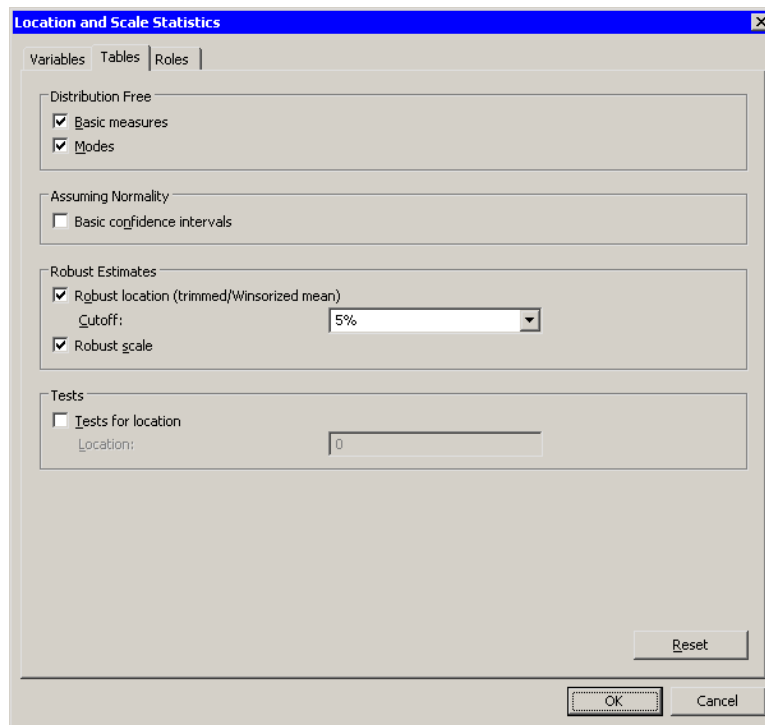 Location and Scale Statistics
Variables Tables Roles
Distribution Free
Basic measures
Modes
Assuming Normality
Basic confidence intervals
Robust Estimates
Robust location (trimmed/Winsorized mean)
Cutoff: 5%
Robust scale
Tests
Tests for location
Location: 0
Reset
OK Cancel